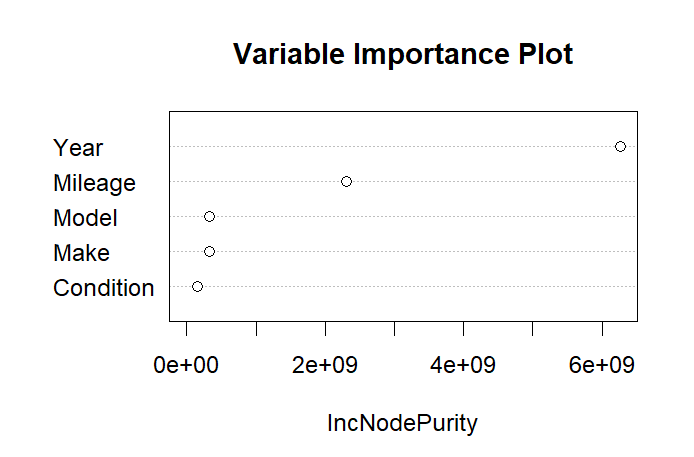 Variable Importance Plot
Year
Mileage
Model
Make
Condition
0e+00 2e+09 4e+09 6e+09
IncNodePurity